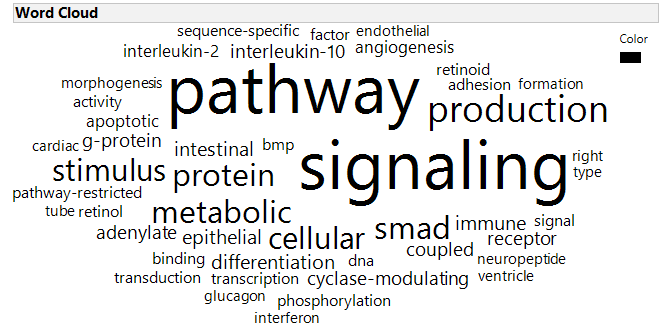 Word Cloud
Color
sequence-specific factor endothelial
interleukin-2 interleukin-10 angiogenesis
pathway
retinoid
morphogenesis
adhesion formation
activity
production
apoptotic
cardiac g-protein
intestinal bmp
signaling
right
stimulus protein
type
pathway-restricted
tube retinol metabolic
smad immune signal
adenylate epithelial cellular
receptor
coupled
binding differentiation dna
neuropeptide
transduction transcription cyclase-modulating ventricle
glucagon phosphorylation
interferon